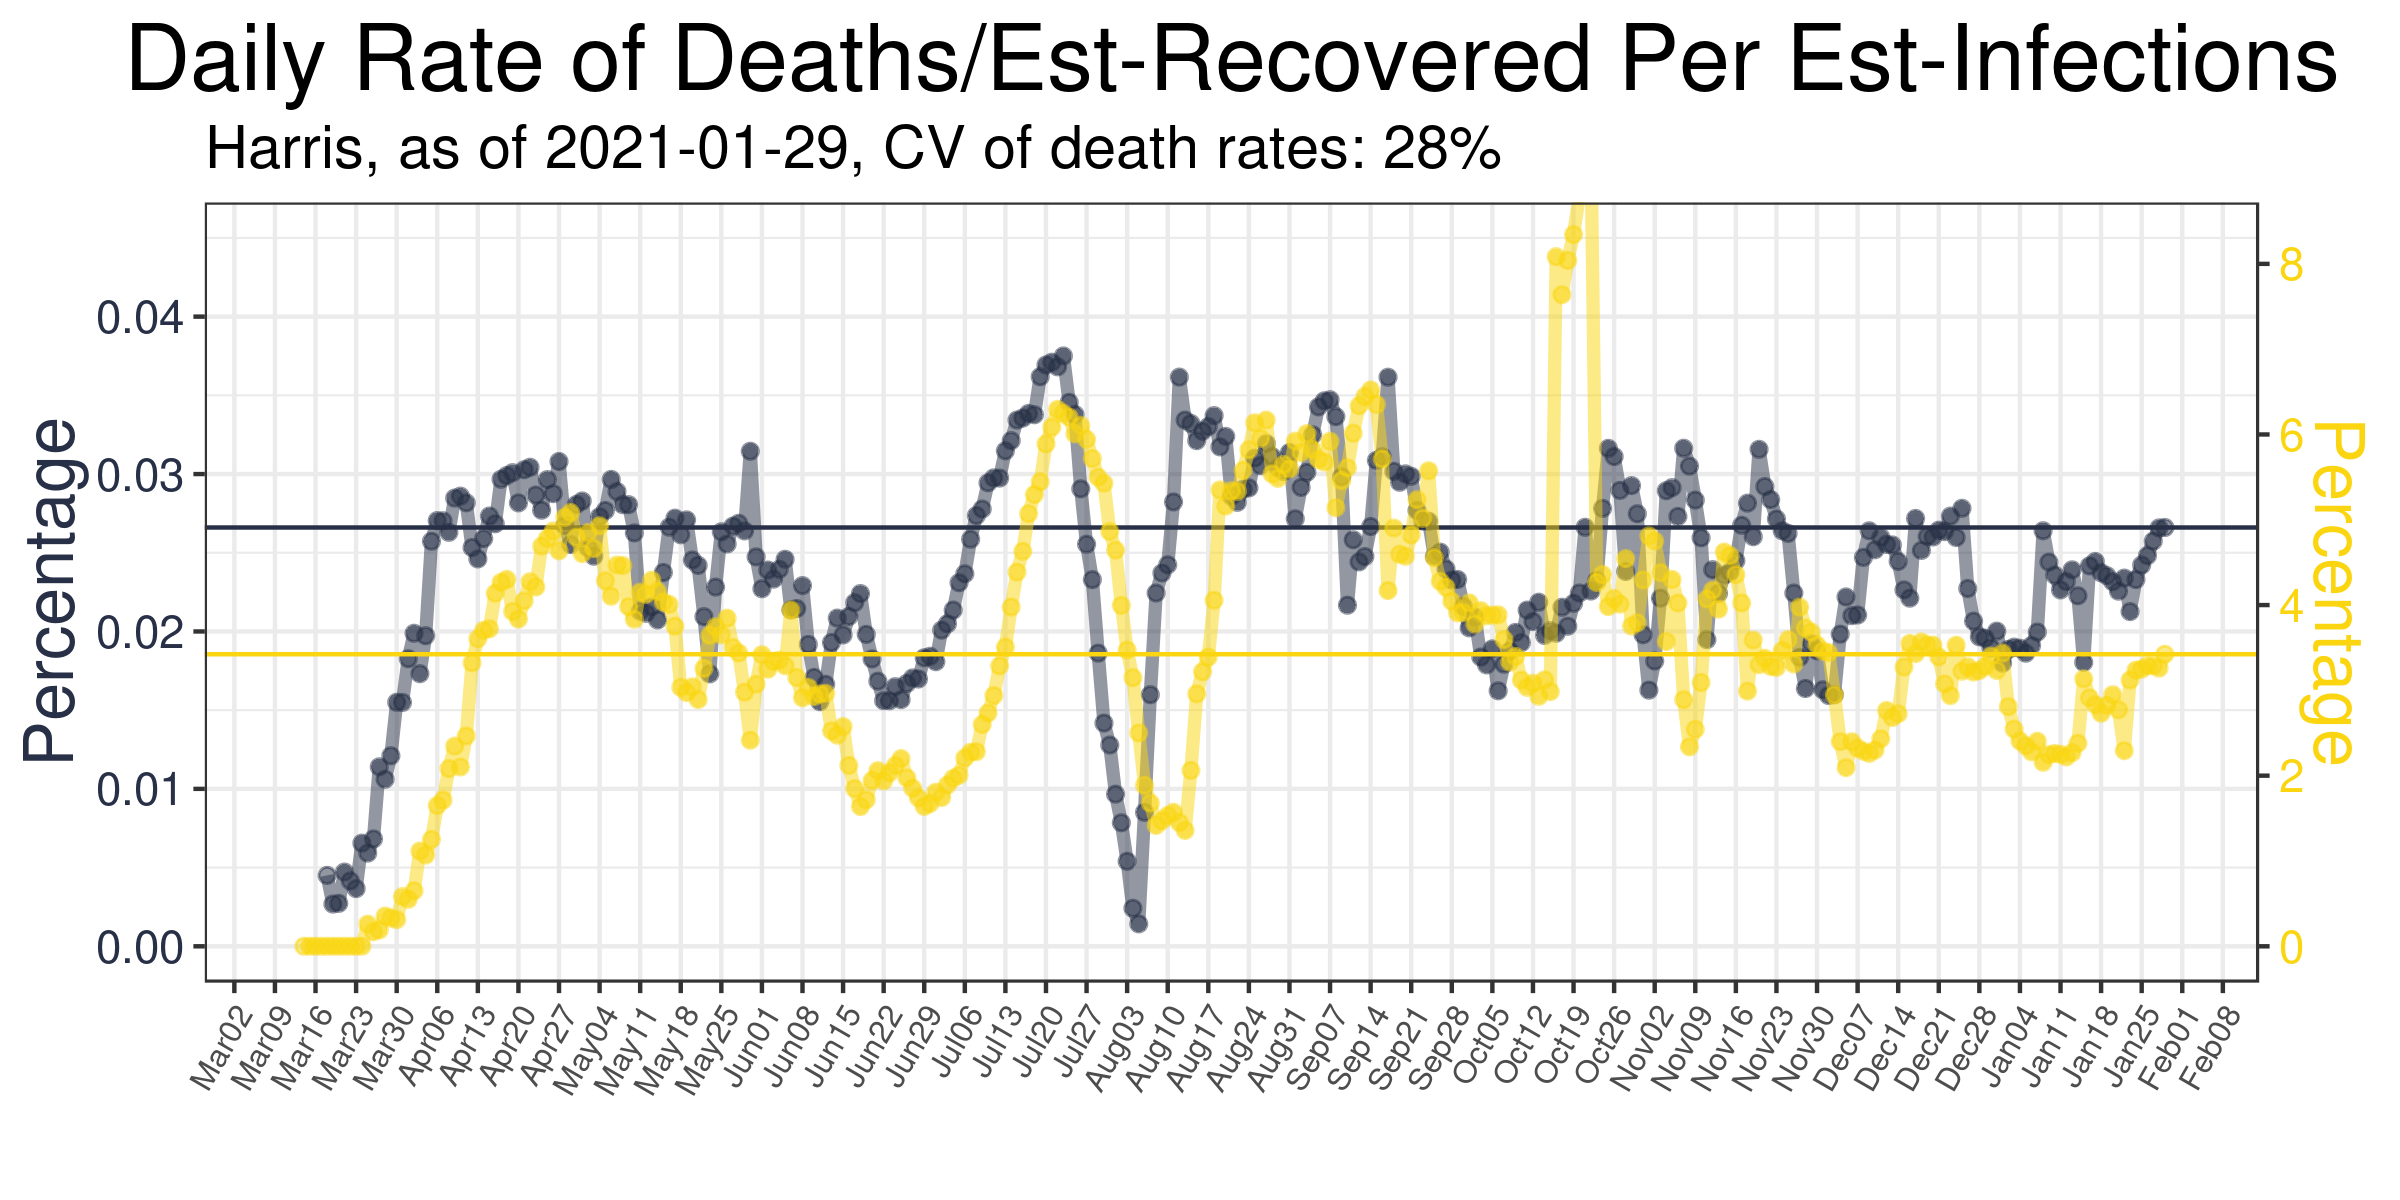 Daily Rate of Deaths/Est-Recovered Per Est-Infections
Harris, as of 2021-01-29, CV of death rates: 28%
Percentage
0.04
0.03
0.02
0.01
0.00
8
6
4
2
0
Percentage
Mar02
Mar09
Mar16
Mar23
Mar30
Apr06
Apr13
Apr20
Apr27
May04
May11
May18
May25
Jun01
Jun08
Jun15
Jun22
Jun29
Jul06
Jul13
Jul20
Jul27
Aug03
Aug10
Aug17
Aug24
Aug31
Sep07
Sep14
Sep21
Sep28
Oct05
Oct12
Oct19
Oct26
Nov02
Nov09
Nov16
Nov23
Nov30
Dec07
Dec14
Dec21
Dec28
Jan04
Jan11
Jan18
Jan25
Feb01
Feb08